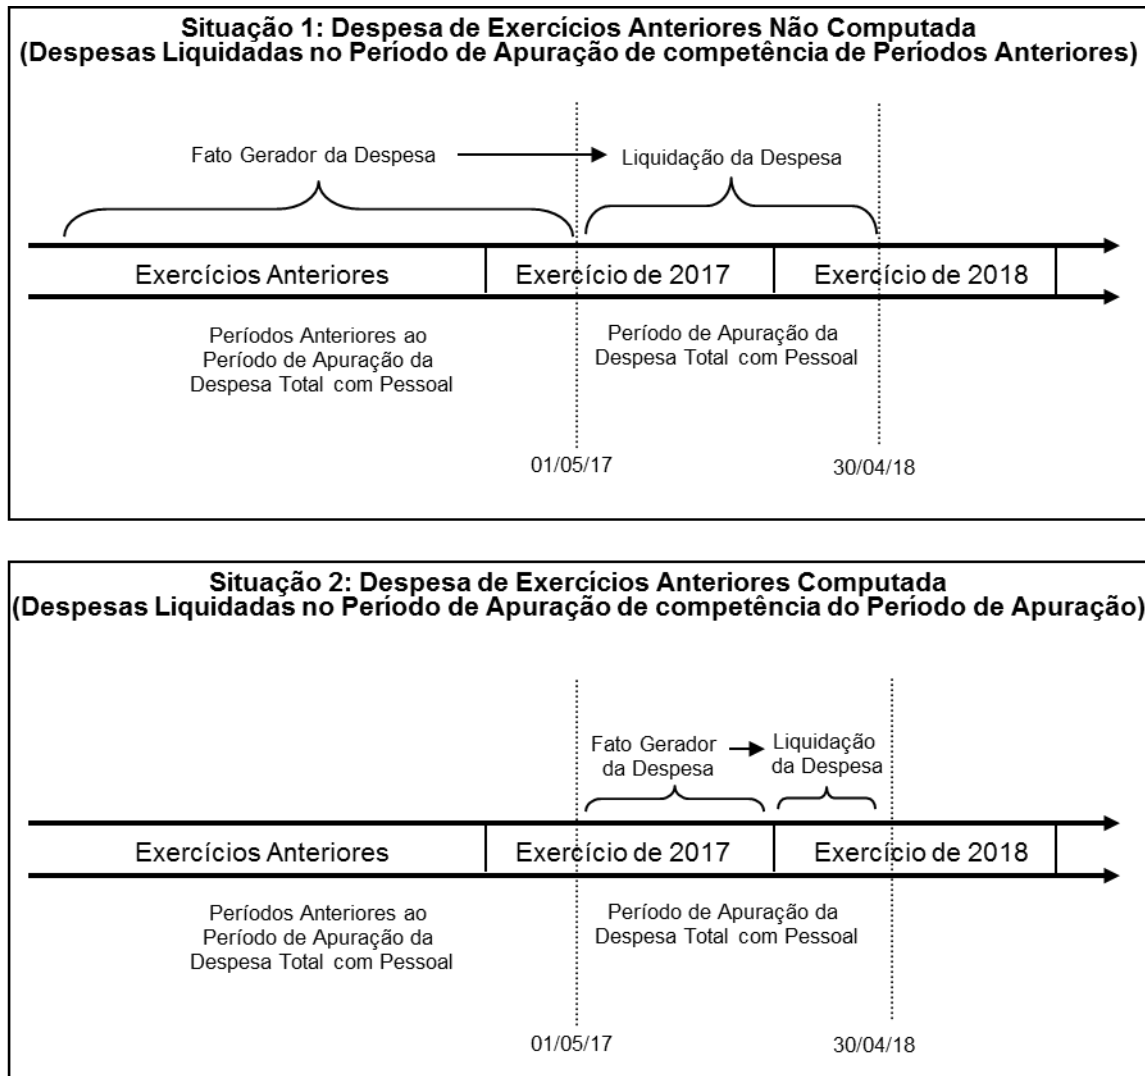 Situação 1: Despesa de Exercícios Anteriores Não Computada
(Despesas Liquidadas no Período de Apuração de competência de Períodos Anteriores)
Fato Gerador da Despesa
Liquidação da Despesa
Exercícios Anteriores
Exercício de 2017
Exercício de 2018
Períodos Anteriores ao
Período de Apuração da
Despesa Total com Pessoal
Período de Apuração da
Despesa Total com Pessoal
01/05/17
30/04/18
Situação 2: Despesa de Exercícios Anteriores Computada
(Despesas Liquidadas no Período de Apuração de competência do Período de Apuração)
Fato Gerador
da Despesa
Liquidação
da Despesa
Exercícios Anteriores
Exercício de 2017
Exercício de 2018
Períodos Anteriores ao
Período de Apuração da
Despesa Total com Pessoal
Período de Apuração da
Despesa Total com Pessoal
01/05/17
30/04/18